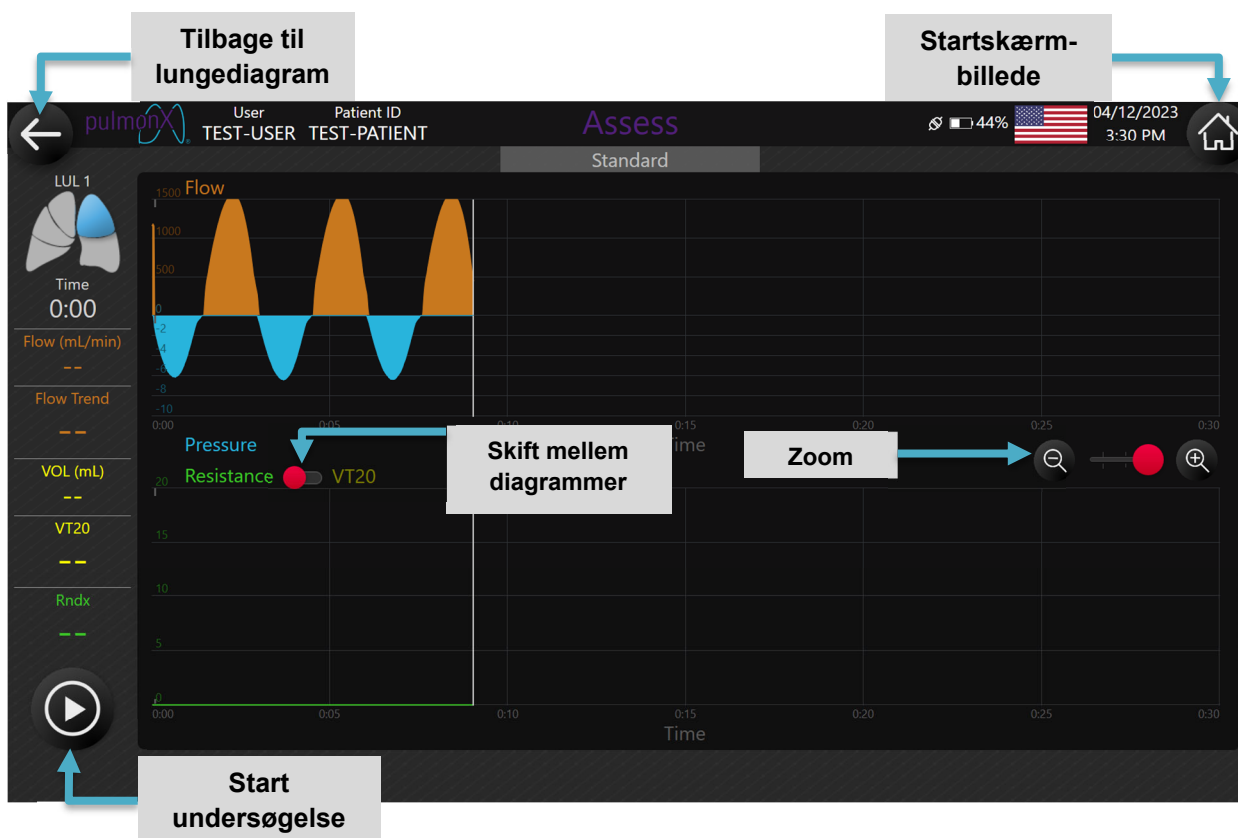 Tilbage til
lungediagram
Startskærm-
billede
pulmonX
User
TEST-USER
Patient ID
TEST-PATIENT
Assess
44%
04/12/2023
3:30 PM
Standard
LUL 1
Time
0:00
Flow (mL/min)
--
Flow Trend
--
VOL (mL)
--
VT20
--
Rndx
--
Flow
1500
1000
500
0
-2
-4
-6
-8
-10
0:00 0:05 0:10 0:15 0:20 0:25 0:30
Time
Pressure
Resistance VT20
Skift mellem
diagrammer
Zoom
20
15
10
5
0
0:00 0:05 0:10 0:15 0:20 0:25 0:30
Time
Start
undersøgelse